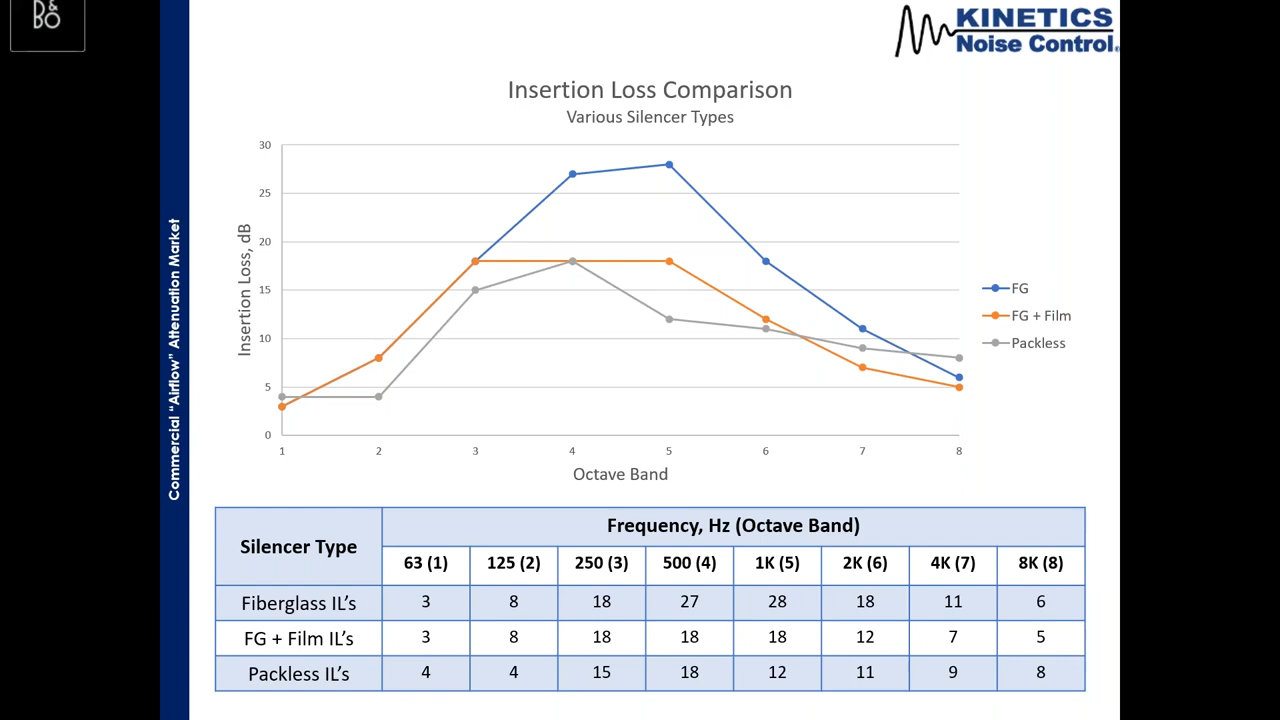 B&
BO
KINETICS
Noise Control®
Commercial "Airflow" Attenuation Market
Insertion Loss Comparison
Various Silencer Types
Insertion Loss, dB
30
25
20
15
10
5
0
1 2 3 4 5 6 7 8
Octave Band
FG
FG + Film
Packless
Silencer Type
Frequency, Hz (Octave Band)
63 (1) 125 (2) 250 (3) 500 (4) 1K (5) 2K (6) 4K (7) 8K (8)
Fiberglass IL’s 3 8 18 27 28 18 11 6
FG + Film IL’s 3 8 18 18 18 12 7 5
Packless IL’s 4 4 15 18 12 11 9 8